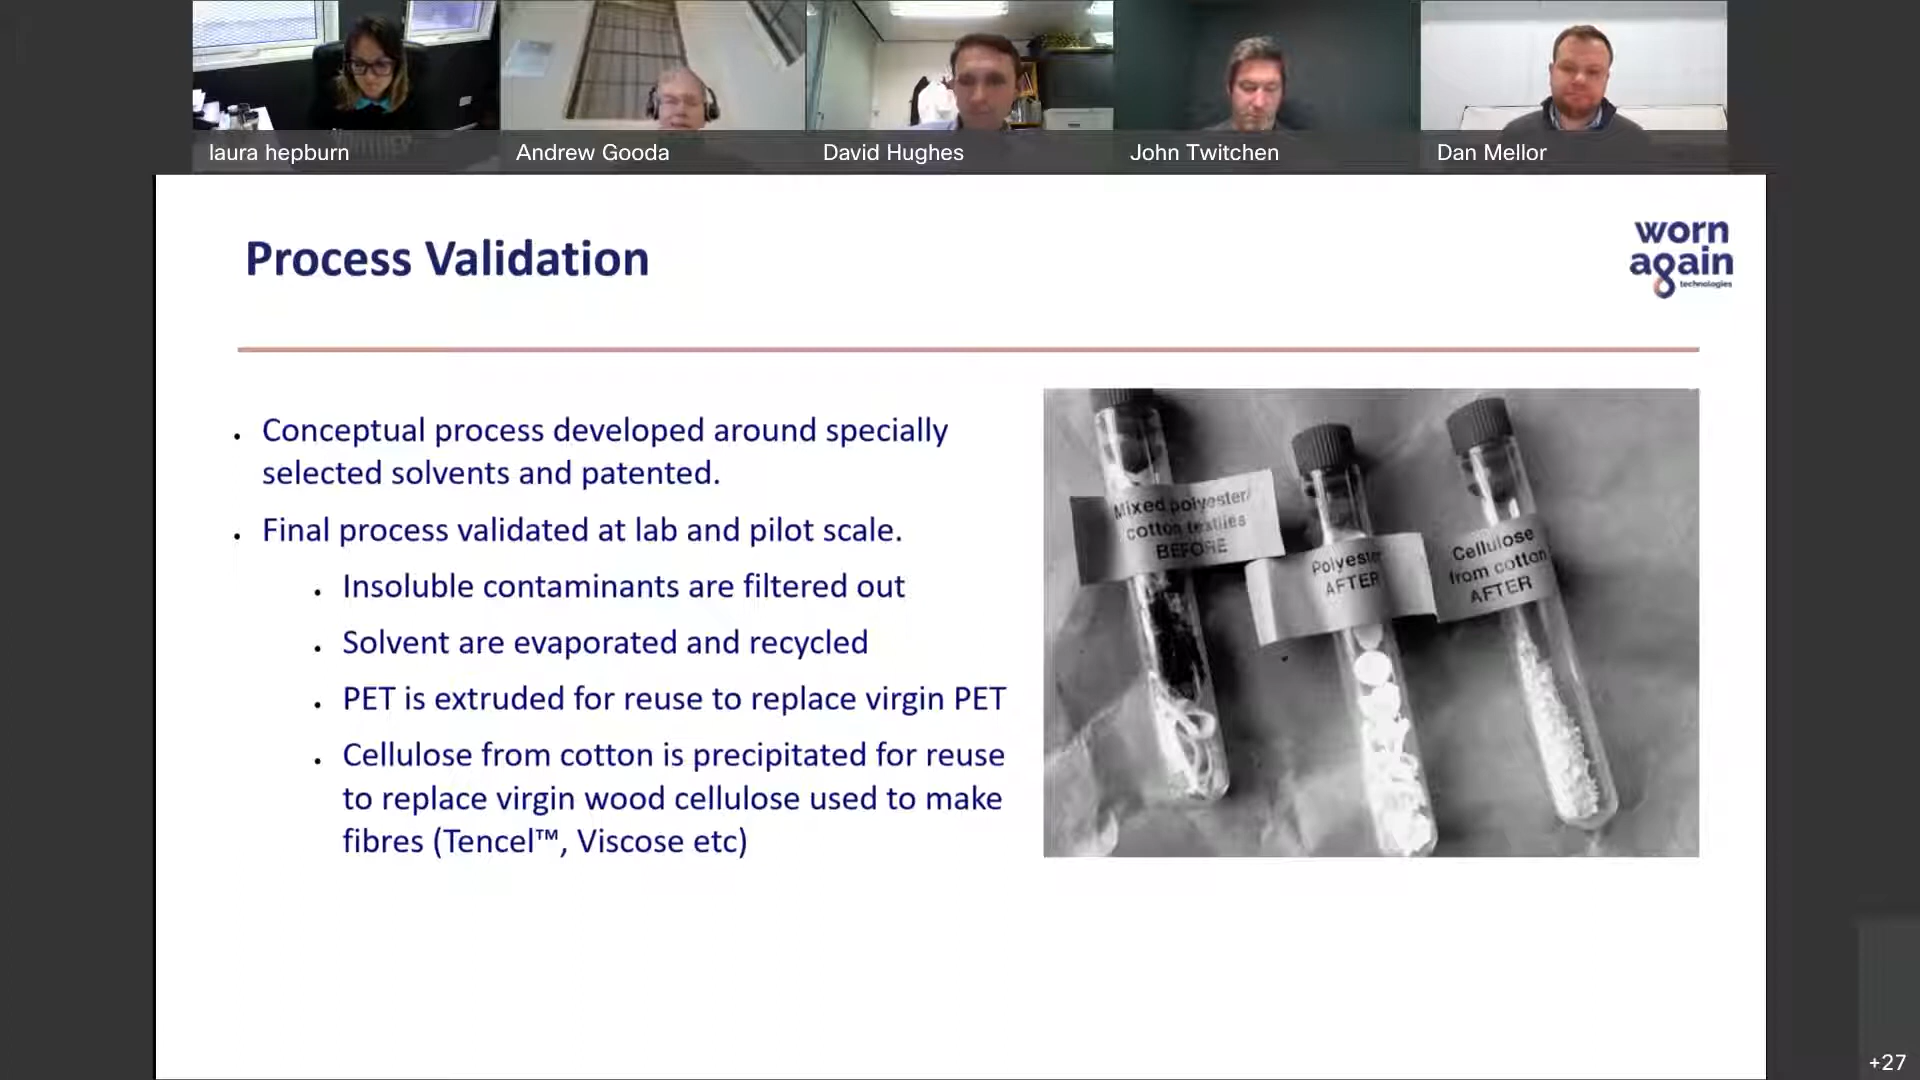 laura hepburn
Andrew Gooda
David Hughes
John Twitchen
Dan Mellor
Process Validation
worn
again
technologies
Conceptual process developed around specially
selected solvents and patented.
Final process validated at lab and pilot scale.
Insoluble contaminants are filtered out
Solvent are evaporated and recycled
PET is extruded for reuse to replace virgin PET
Cellulose from cotton is precipitated for reuse
to replace virgin wood cellulose used to make
fibres (Tencel™, Viscose etc)
Mixed polyester/
cotton textiles
BEFORE
Polyester
AFTER
Cellulose
from cotton
AFTER
+27